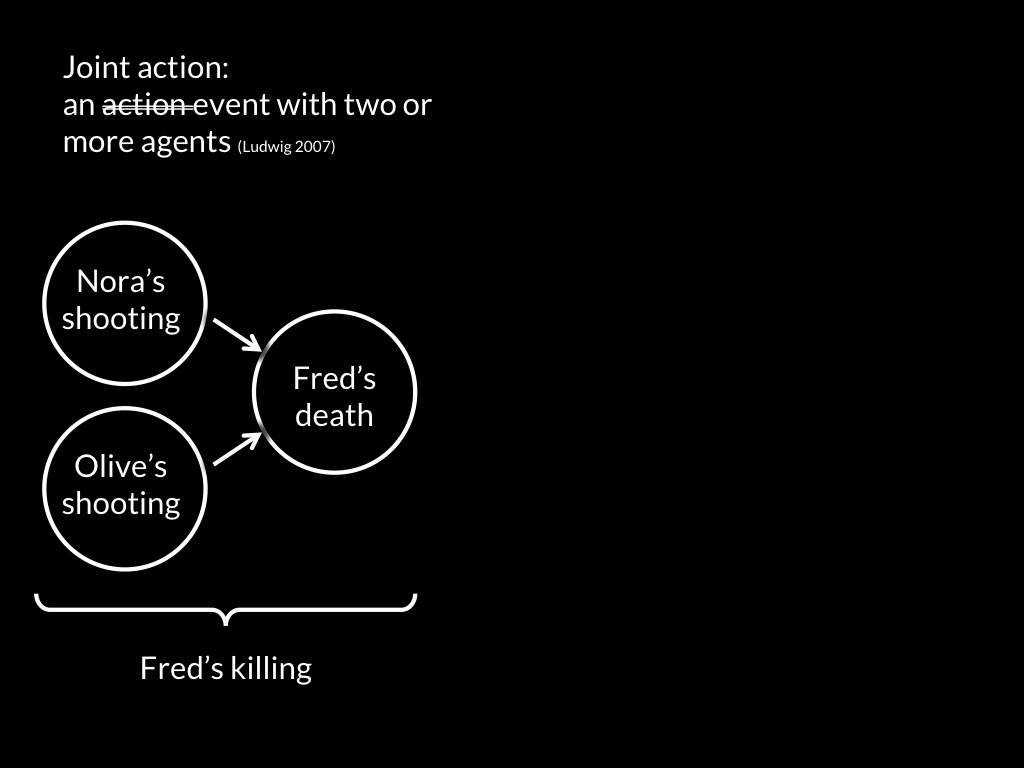 Joint action:
an action event with two or
more agents (Ludwig 2007)
Nora’s
shooting
Fred’s
death
Olive’s
shooting
Fred’s killing